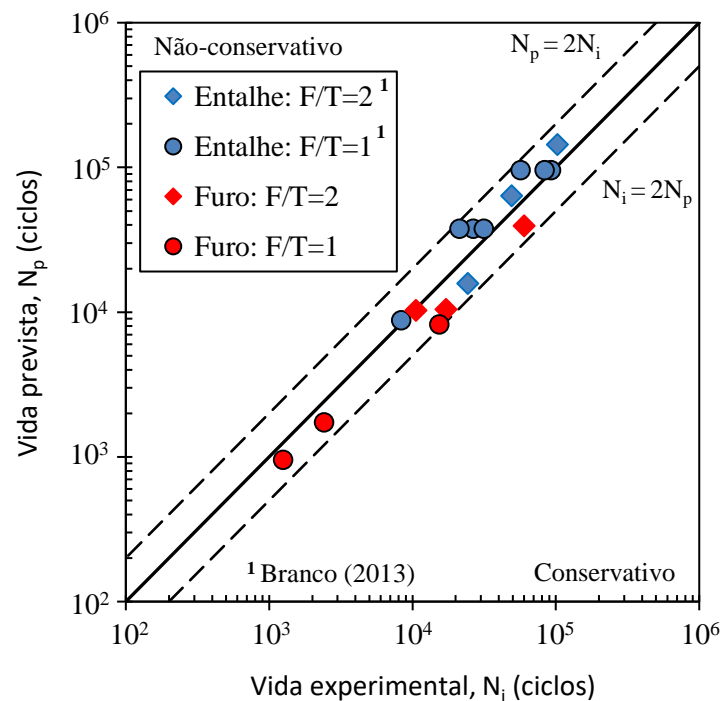 Não-conservativo
Nₚ = 2Nᵢ
Entalhe: F/T=2 ¹
Entalhe: F/T=1 ¹
Furo: F/T=2
Furo: F/T=1
Nᵢ = 2Nₚ
¹ Branco (2013)
Conservativo
Vida prevista, Nₚ (ciclos)
10⁶
10⁵
10⁴
10³
10²
10² 10³ 10⁴ 10⁵ 10⁶
Vida experimental, Nᵢ (ciclos)